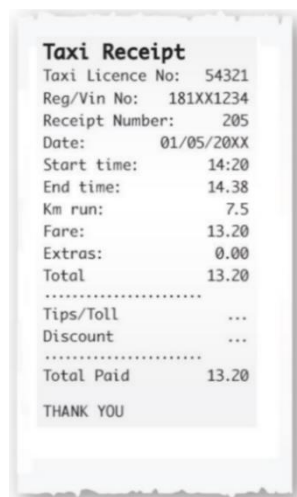 Taxi Receipt
Taxi Licence No: 54321
Reg/Vin No: 181XX1234
Receipt Number: 205
Date: 01/05/20XX
Start time: 14:20
End time: 14.38
Km run: 7.5
Fare: 13.20
Extras: 0.00
Total 13.20
.......................
Tips/Toll ...
Discount ...
.......................
Total Paid 13.20
THANK YOU